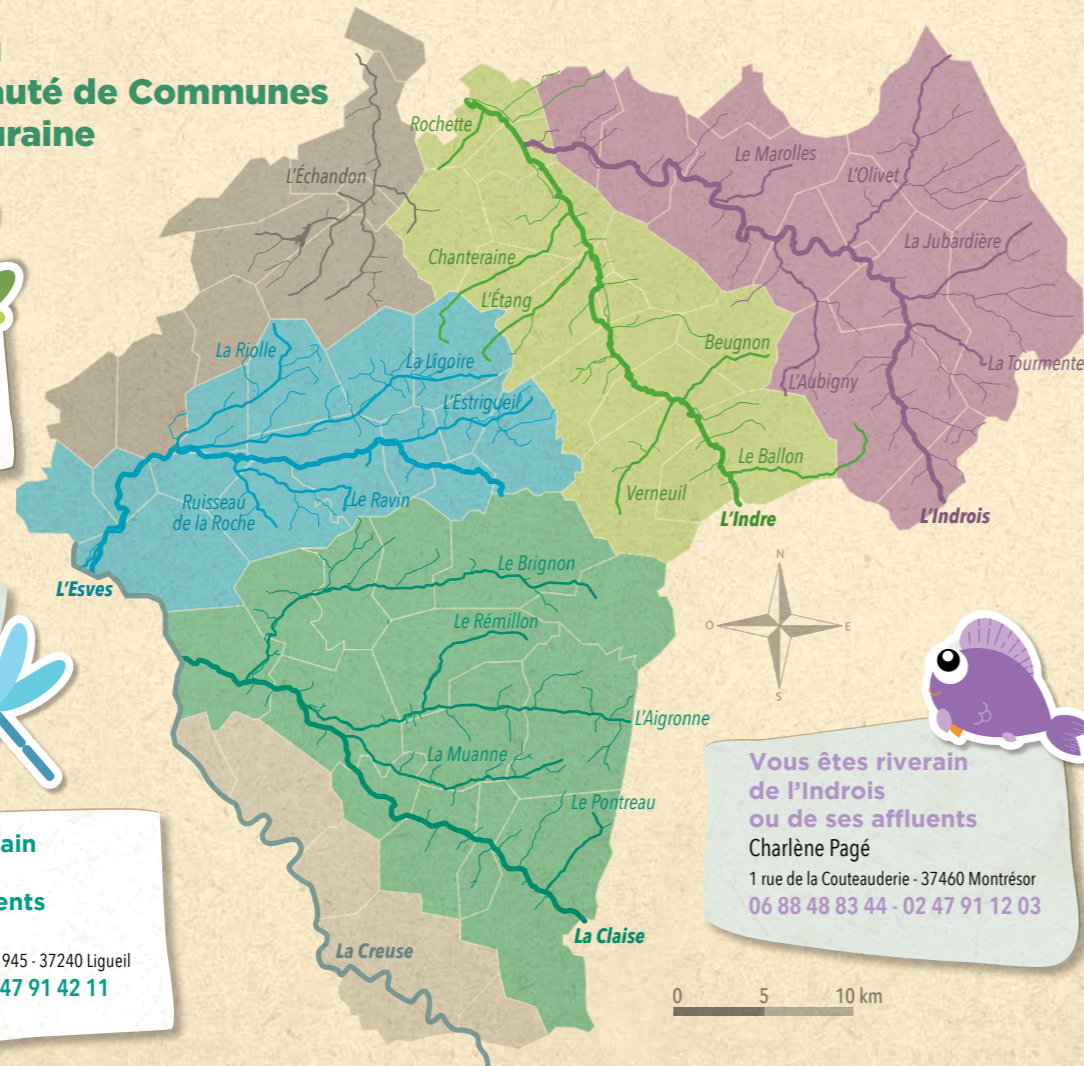 auté de Communes
uraine
Rochette
Le Marolles
L'Échandon
L'Olivet
La Jubardière
Chanteraine
L'Étang
Beugnon
La Riolle
La Ligoire
La Tourmente
L'Aubigny
L'Estrigueil
Le Ballon
Verneuil
Ruisseau
de la Roche
Le Ravin
L'Indre
L'Indrois
L'Esves
Le Brignon
N
O
E
S
Le Rémillon
L'Aigronne
La Muanne
Le Pontreau
La Claise
La Creuse
0 5 10 km
Vous êtes riverain
de l'Indrois
ou de ses affluents
Charlène Pagé
1 rue de la Couteauderie - 37460 Montrésor
06 88 48 83 44 - 02 47 91 12 03
ain
ents
945 - 37240 Ligueil
47 91 42 11